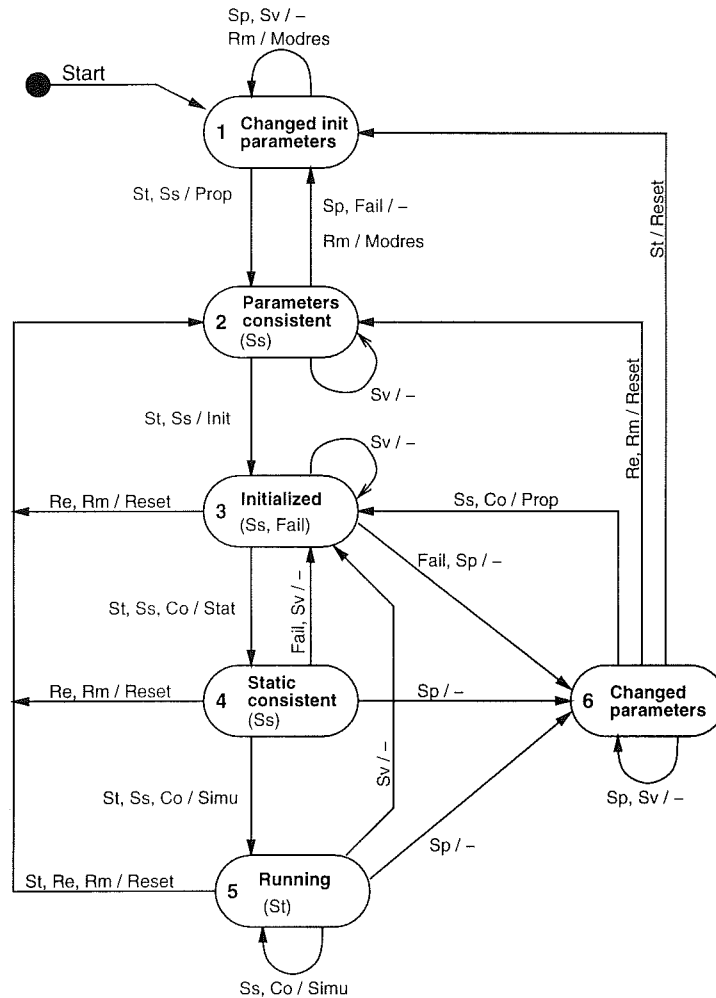 Sp, Sv / –
Rm / Modres
Start
1 Changed init
parameters
St, Ss / Prop
Sp, Fail / –
Rm / Modres
St / Reset
2 Parameters
consistent
(Ss)
Sv / –
Re, Rm / Reset
St, Ss / Init
Sv / –
Re, Rm / Reset
3 Initialized
(Ss, Fail)
Ss, Co / Prop
Fail, Sp / –
St, Ss, Co / Stat
Fail, Sv / –
Re, Rm / Reset
4 Static
consistent
(Ss)
Sp / –
6 Changed
parameters
Sv / –
Sp, Sv / –
St, Ss, Co / Simu
Sp / –
St, Re, Rm / Reset
5 Running
(St)
Ss, Co / Simu